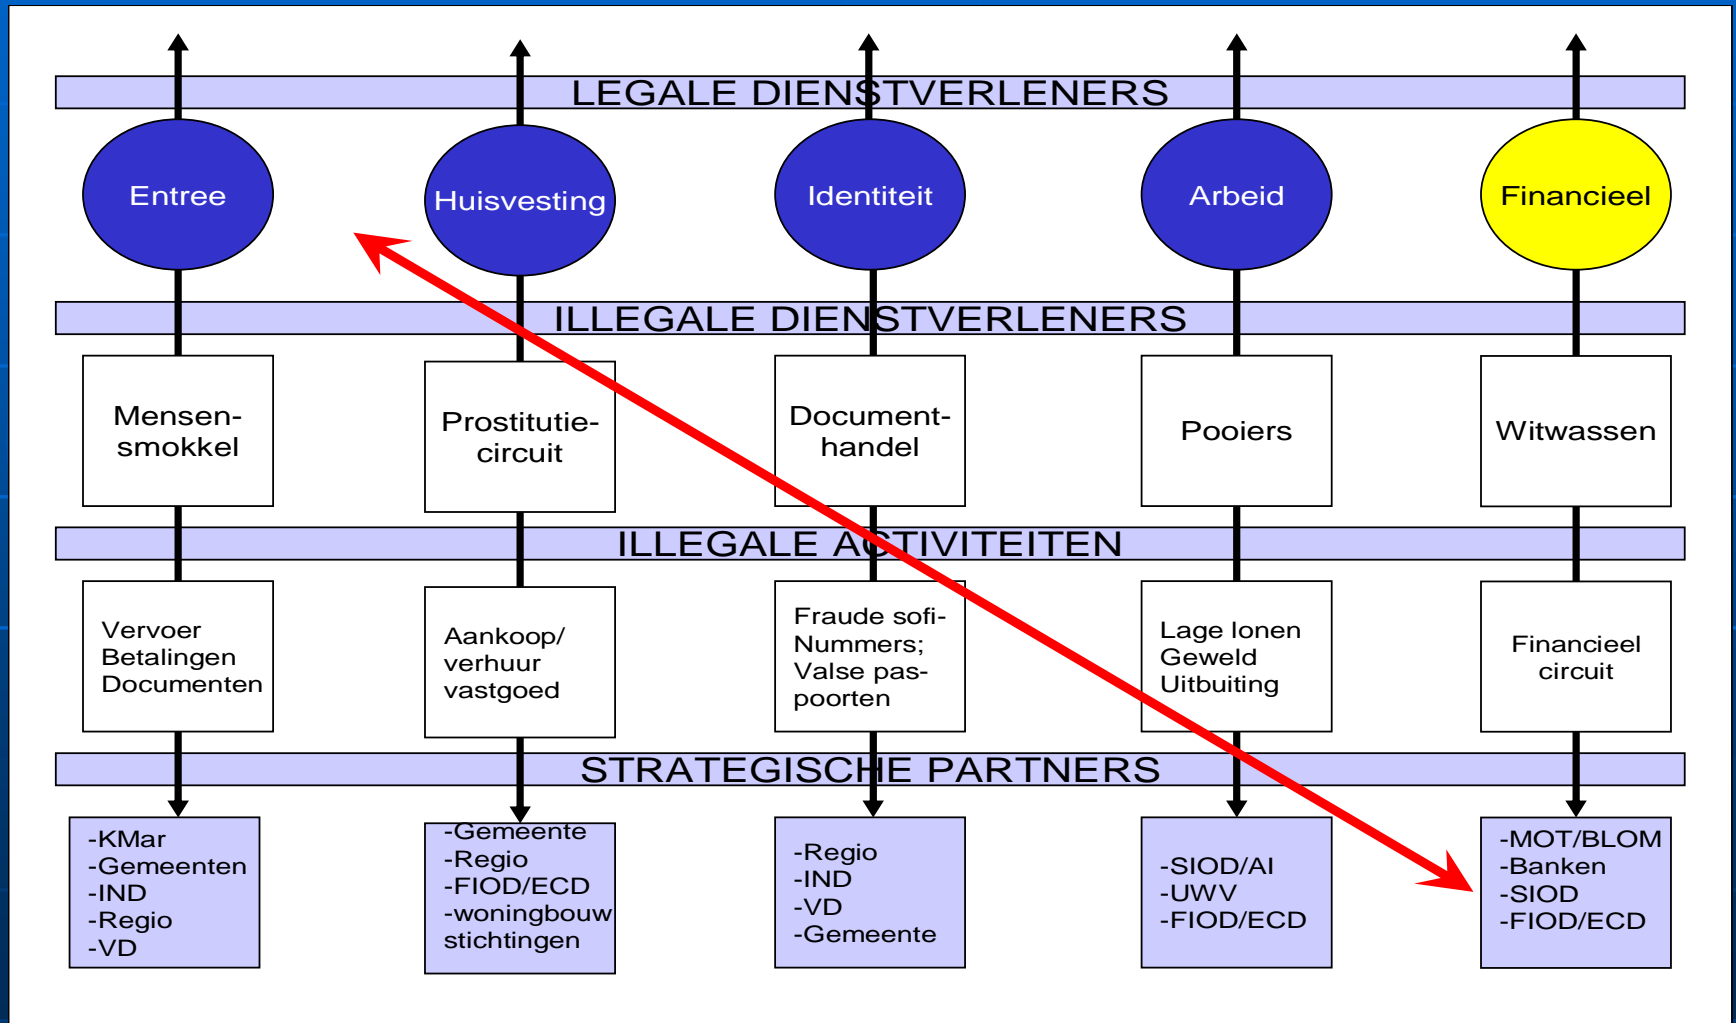 LEGALE DIENSTVERLENERS
Entree
Huisvesting
Identiteit
Arbeid
Financieel
ILLEGALE DIENSTVERLENERS
Mensen-
smokkel
Prostitutie-
circuit
Document-
handel
Pooiers
Witwassen
ILLEGALE ACTIVITEITEN
Vervoer
Betalingen
Documenten
Aankoop/
verhuur
vastgoed
Fraude sofi-
Nummers;
Valse pas-
poorten
Lage lonen
Geweld
Uitbuiting
Financieel
circuit
STRATEGISCHE PARTNERS
-KMar
-Gemeenten
-IND
-Regio
-VD
-Gemeente
-Regio
-FIOD/ECD
-woningbouw
stichtingen
-Regio
-IND
-VD
-Gemeente
-SIOD/AI
-UWV
-FIOD/ECD
-MOT/BLOM
-Banken
-SIOD
-FIOD/ECD